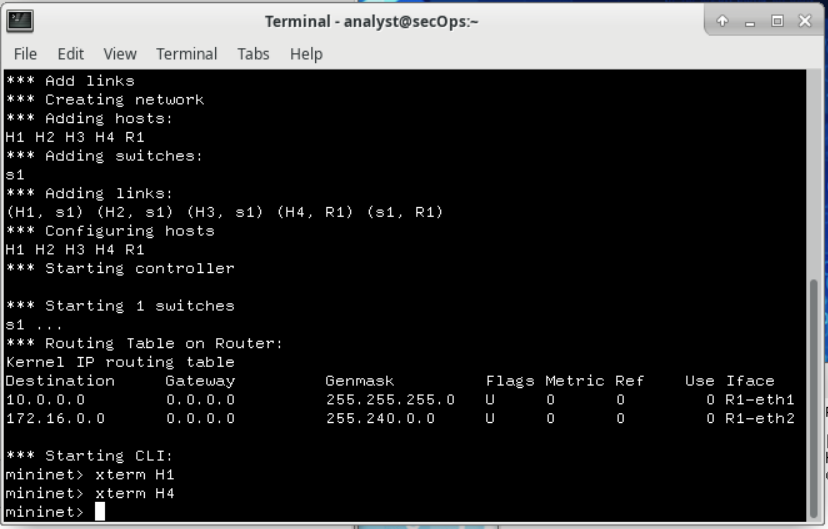 Terminal - analyst@secOps:~
File Edit View Terminal Tabs Help
*** Add links
*** Creating network
*** Adding hosts:
H1 H2 H3 H4 R1
*** Adding switches:
s1
*** Adding links:
(H1, s1) (H2, s1) (H3, s1) (H4, R1) (s1, R1)
*** Configuring hosts
H1 H2 H3 H4 R1
*** Starting controller
*** Starting 1 switches
s1 ...
*** Routing Table on Router:
Kernel IP routing table
Destination Gateway Genmask Flags Metric Ref Use Iface
10.0.0.0 0.0.0.0 255.255.255.0 U 0 0 0 R1-eth1
172.16.0.0 0.0.0.0 255.240.0.0 U 0 0 0 R1-eth2
*** Starting CLI:
mininet> xterm H1
mininet> xterm H4
mininet>